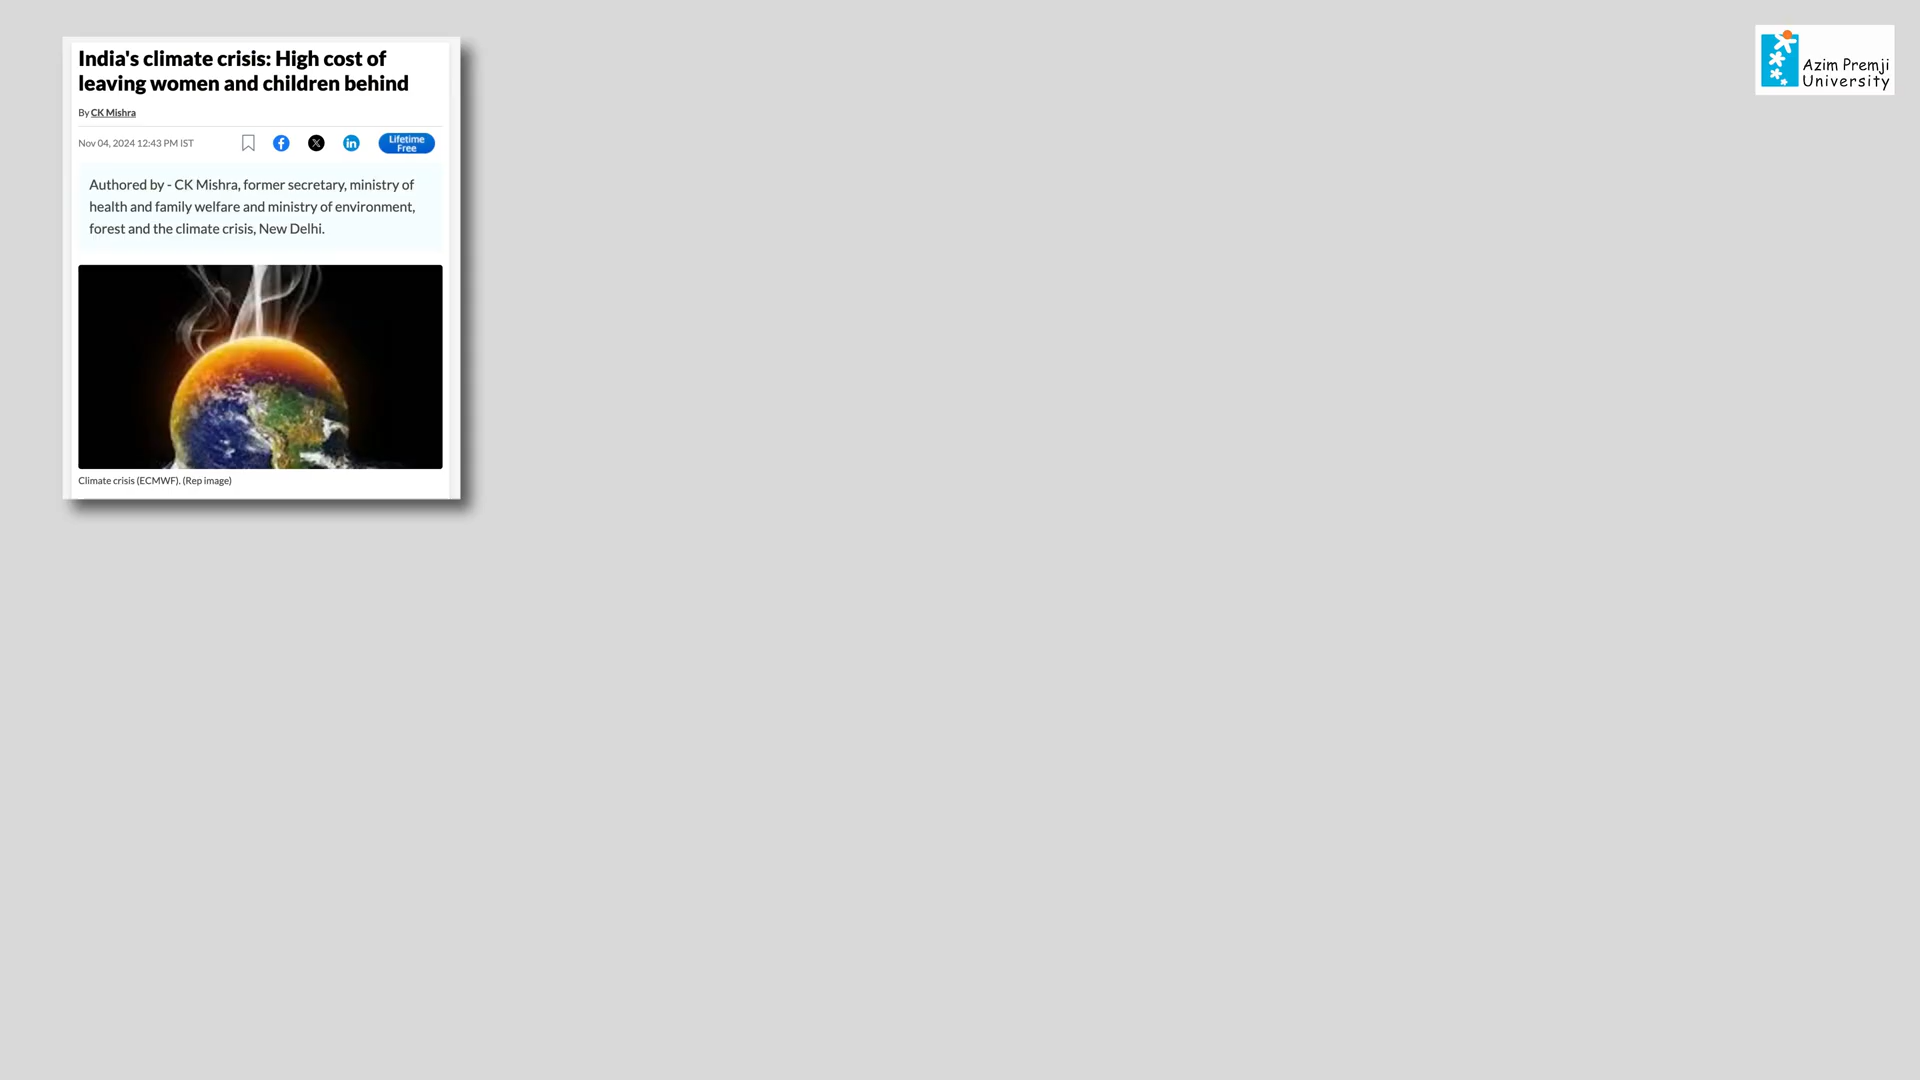 India's climate crisis: High cost of
leaving women and children behind
By CK Mishra
Nov 04, 2024 12:43 PM IST
Lifetime
Free
Authored by - CK Mishra, former secretary, ministry of
health and family welfare and ministry of environment,
forest and the climate crisis, New Delhi.
Climate crisis (ECMWF). (Rep image)
Azim Premji
University